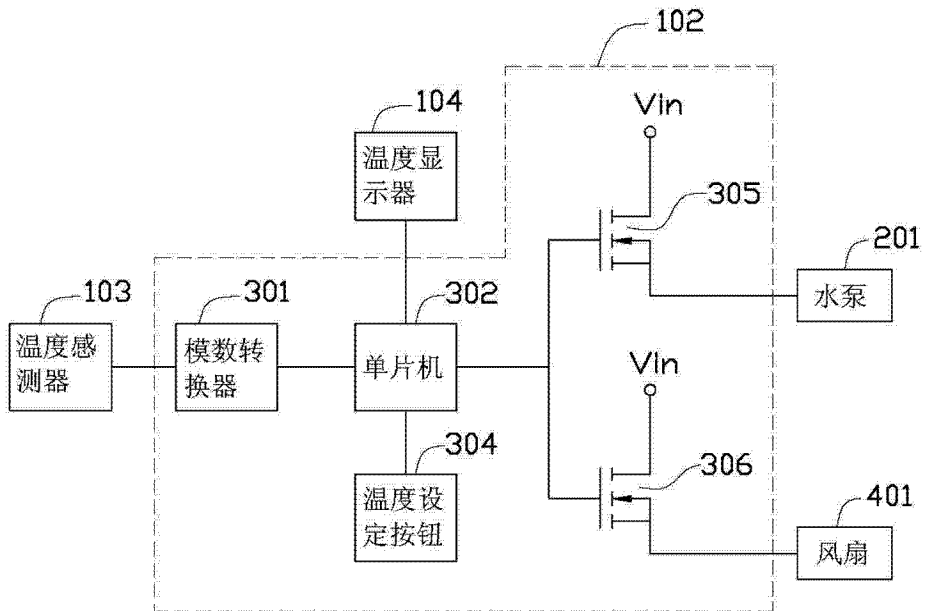 102
104
温度显
示器
Vin
305
201
水泵
103
温度感
测器
301
模数转
换器
302
单片机
Vin
304
温度设
定按钮
306
401
风扇